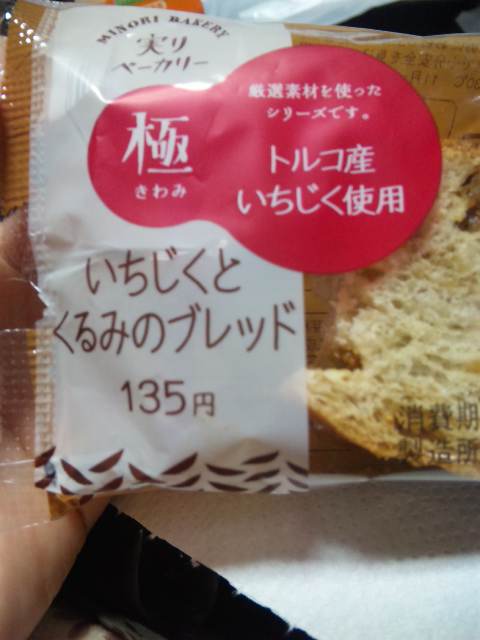 MINORI BAKERY
実り
ベーカリー
極
きわみ
厳選素材を使った
シリーズです。
トルコ産
いちじく使用
いちじくと
くるみのブレッド
135円
消費期
製造所